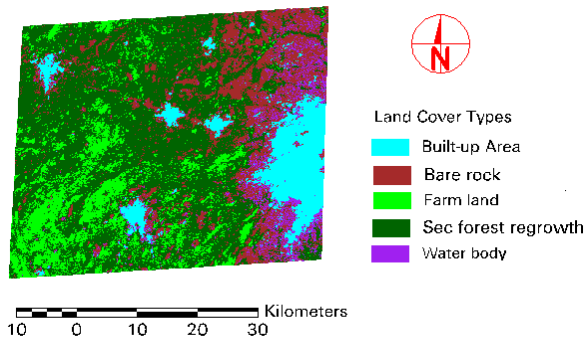 N
Land Cover Types
Built-up Area
Bare rock
Farm land
Sec forest regrowth
Water body
Kilometers
10 0 10 20 30